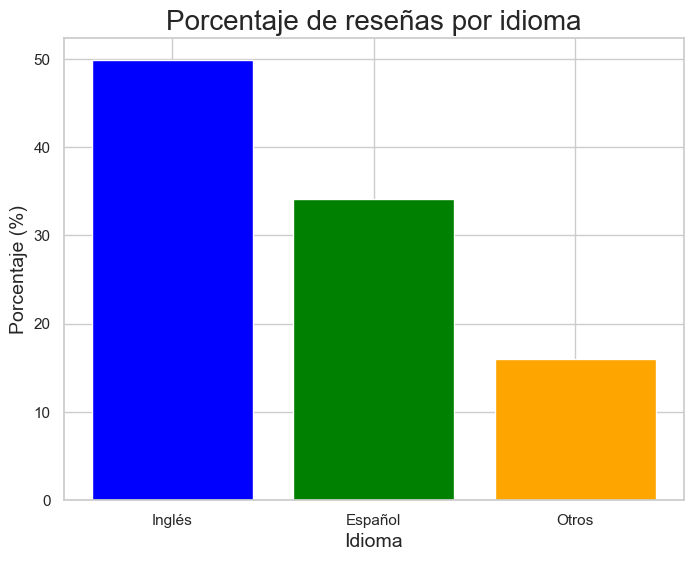 Porcentaje de reseñas por idioma
Porcentaje (%)
50
40
30
20
10
0
Inglés
Español
Otros
Idioma